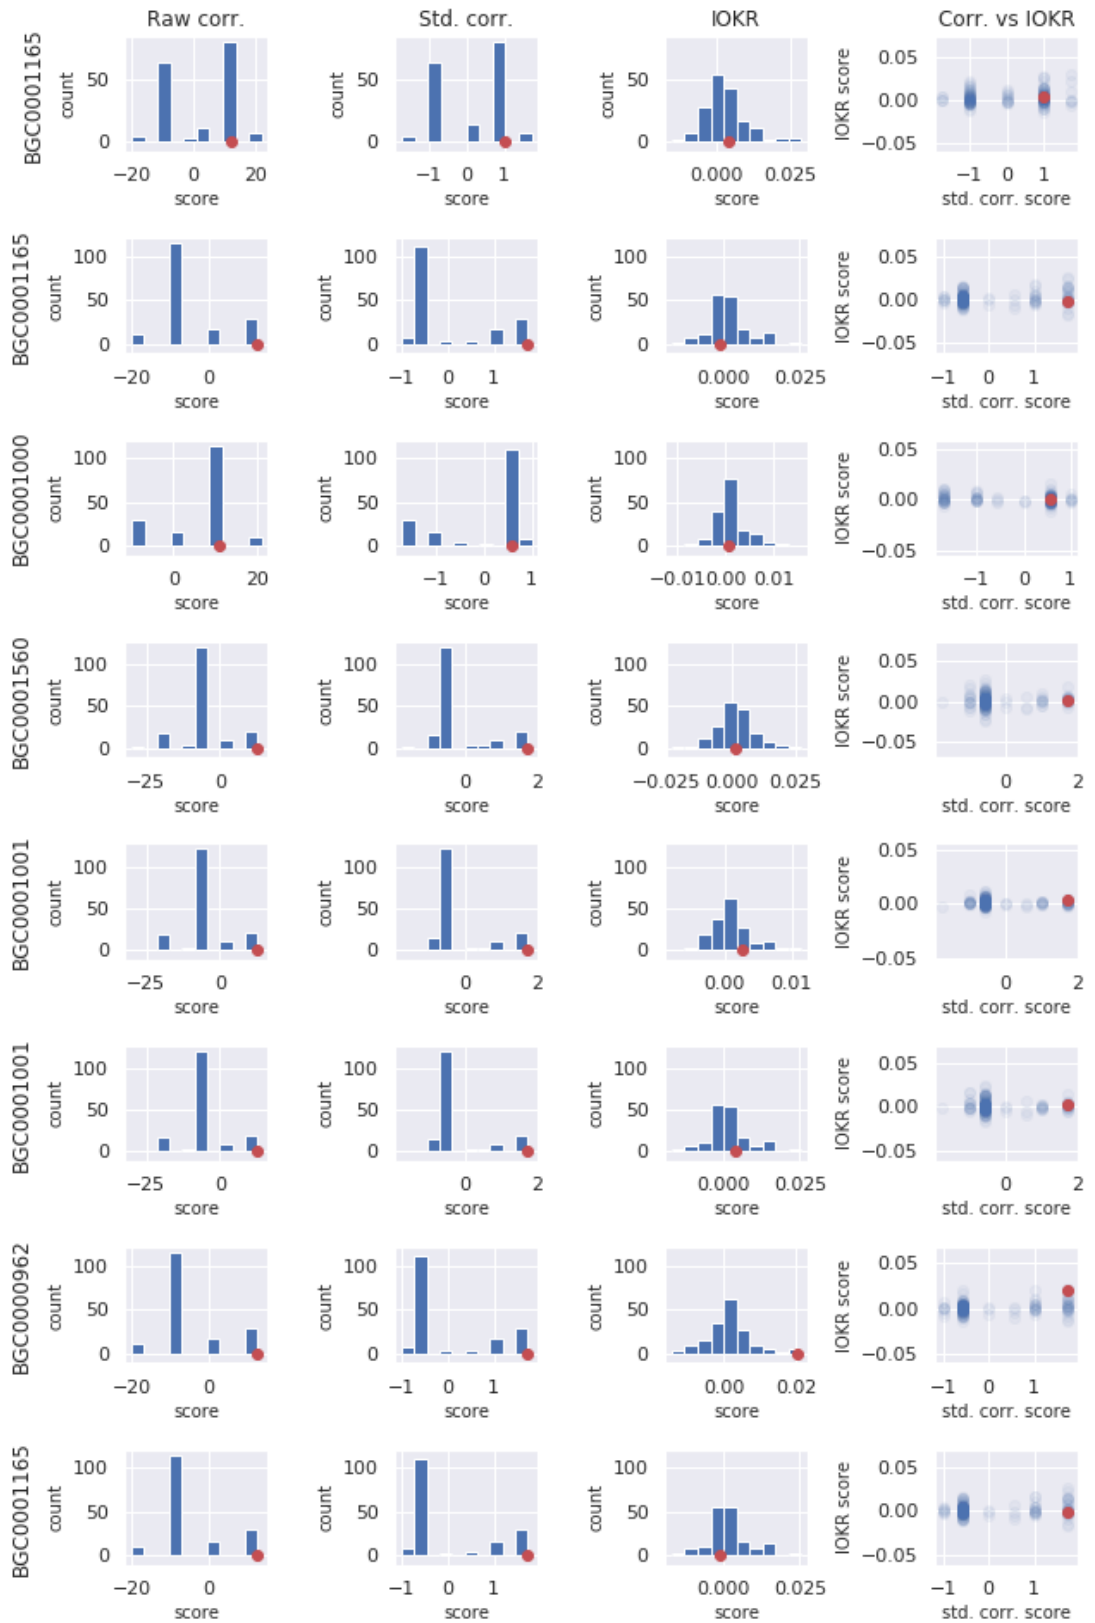 Raw corr. Std. corr. IOKR Corr. vs IOKR
BGC0001165
count 50 0 −20 0 20 score
count 50 0 −1 0 1 score
count 50 0 0.000 0.025 score
IOKR score 0.05 0.00 −0.05 −1 0 1 std. corr. score
BGC0001165
count 100 50 0 −20 0 score
count 100 50 0 −1 0 1 score
count 100 50 0 0.000 0.025 score
IOKR score 0.05 0.00 −0.05 −1 0 1 std. corr. score
BGC0001000
count 100 50 0 0 20 score
count 100 50 0 −1 0 1 score
count 100 50 0 −0.01 0.00 0.01 score
IOKR score 0.05 0.00 −0.05 −1 0 1 std. corr. score
BGC0001560
count 100 50 0 −25 0 score
count 100 50 0 0 2 score
count 100 50 0 −0.025 0.000 0.025 score
IOKR score 0.05 0.00 −0.05 0 2 std. corr. score
BGC0001001
count 100 50 0 −25 0 score
count 100 50 0 0 2 score
count 100 50 0 0.00 0.01 score
IOKR score 0.05 0.00 −0.05 0 2 std. corr. score
BGC0001001
count 100 50 0 −25 0 score
count 100 50 0 0 2 score
count 100 50 0 0.000 0.025 score
IOKR score 0.05 0.00 −0.05 0 2 std. corr. score
BGC0000962
count 100 50 0 −20 0 score
count 100 50 0 −1 0 1 score
count 100 50 0 0.00 0.02 score
IOKR score 0.05 0.00 −0.05 −1 0 1 std. corr. score
BGC0001165
count 100 50 0 −20 0 score
count 100 50 0 −1 0 1 score
count 100 50 0 0.000 0.025 score
IOKR score 0.05 0.00 −0.05 −1 0 1 std. corr. score